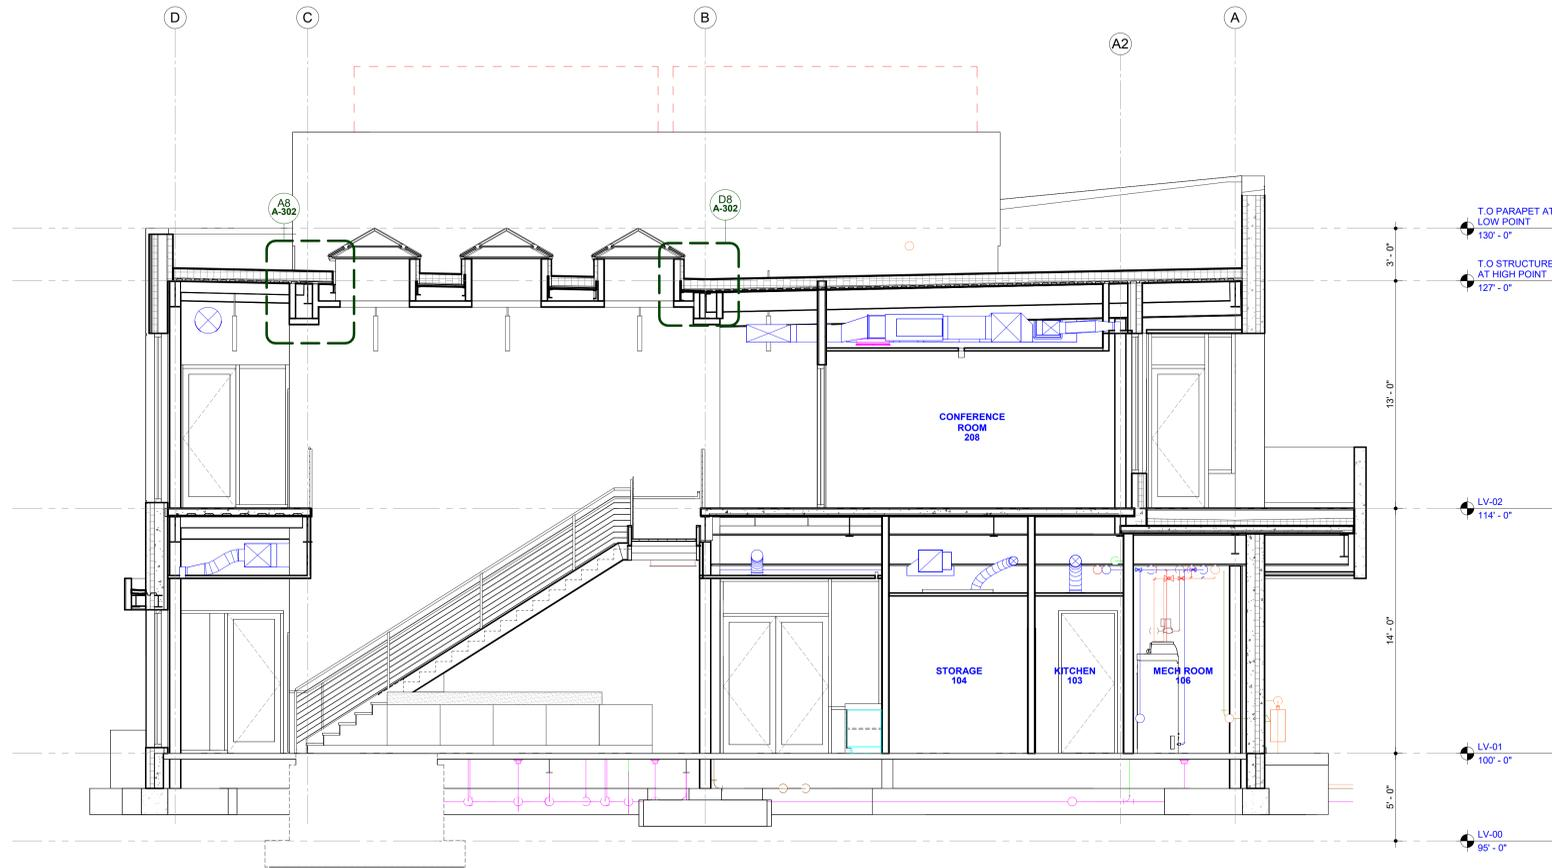 D
C
B
A2
A
A8
A-302
D8
A-302
T.O PARAPET AT
LOW POINT
130' - 0"
3' - 0"
T.O STRUCTURE
AT HIGH POINT
127' - 0"
13' - 0"
CONFERENCE
ROOM
208
LV-02
114' - 0"
14' - 0"
STORAGE
104
KITCHEN
103
MECH ROOM
106
LV-01
100' - 0"
5' - 0"
LV-00
95' - 0"